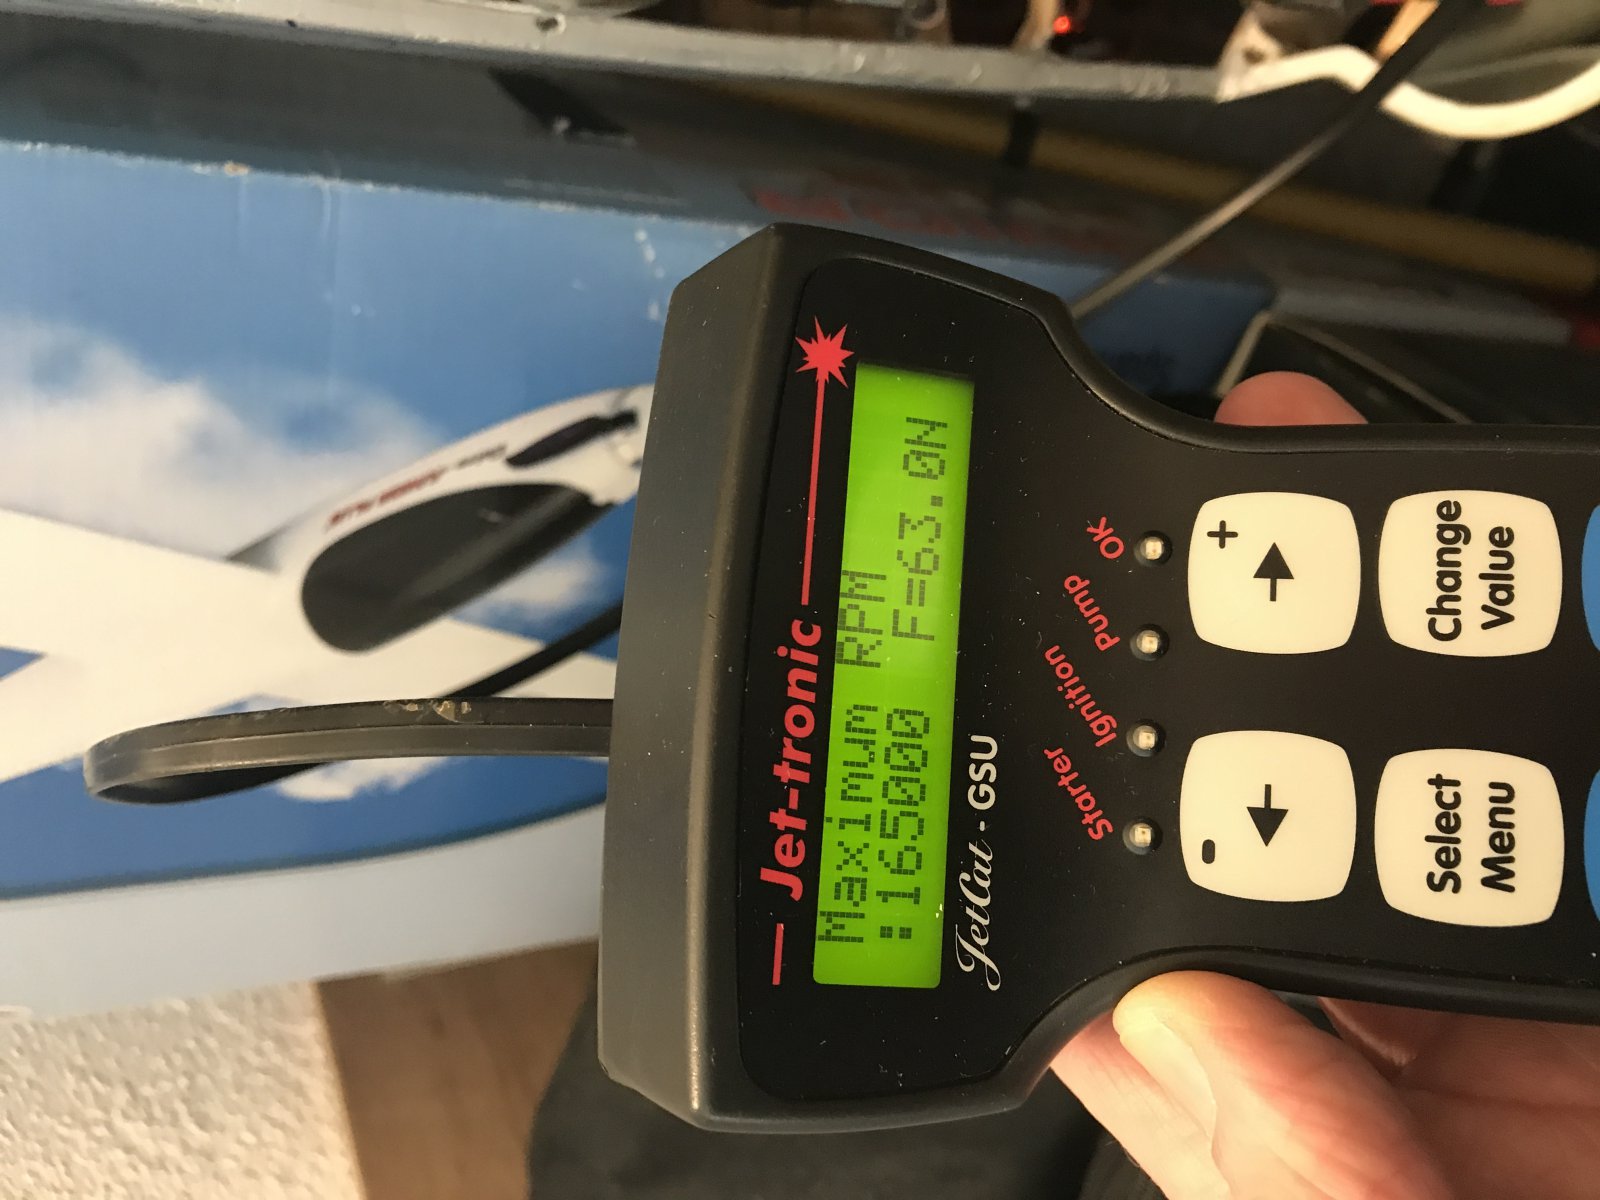 Jet-tronic
Maximum RPM
:165000 F=63.0N
JetCat - GSU
Starter
Ignition
Pump
OK
-
+
Select
Menu
Change
Value